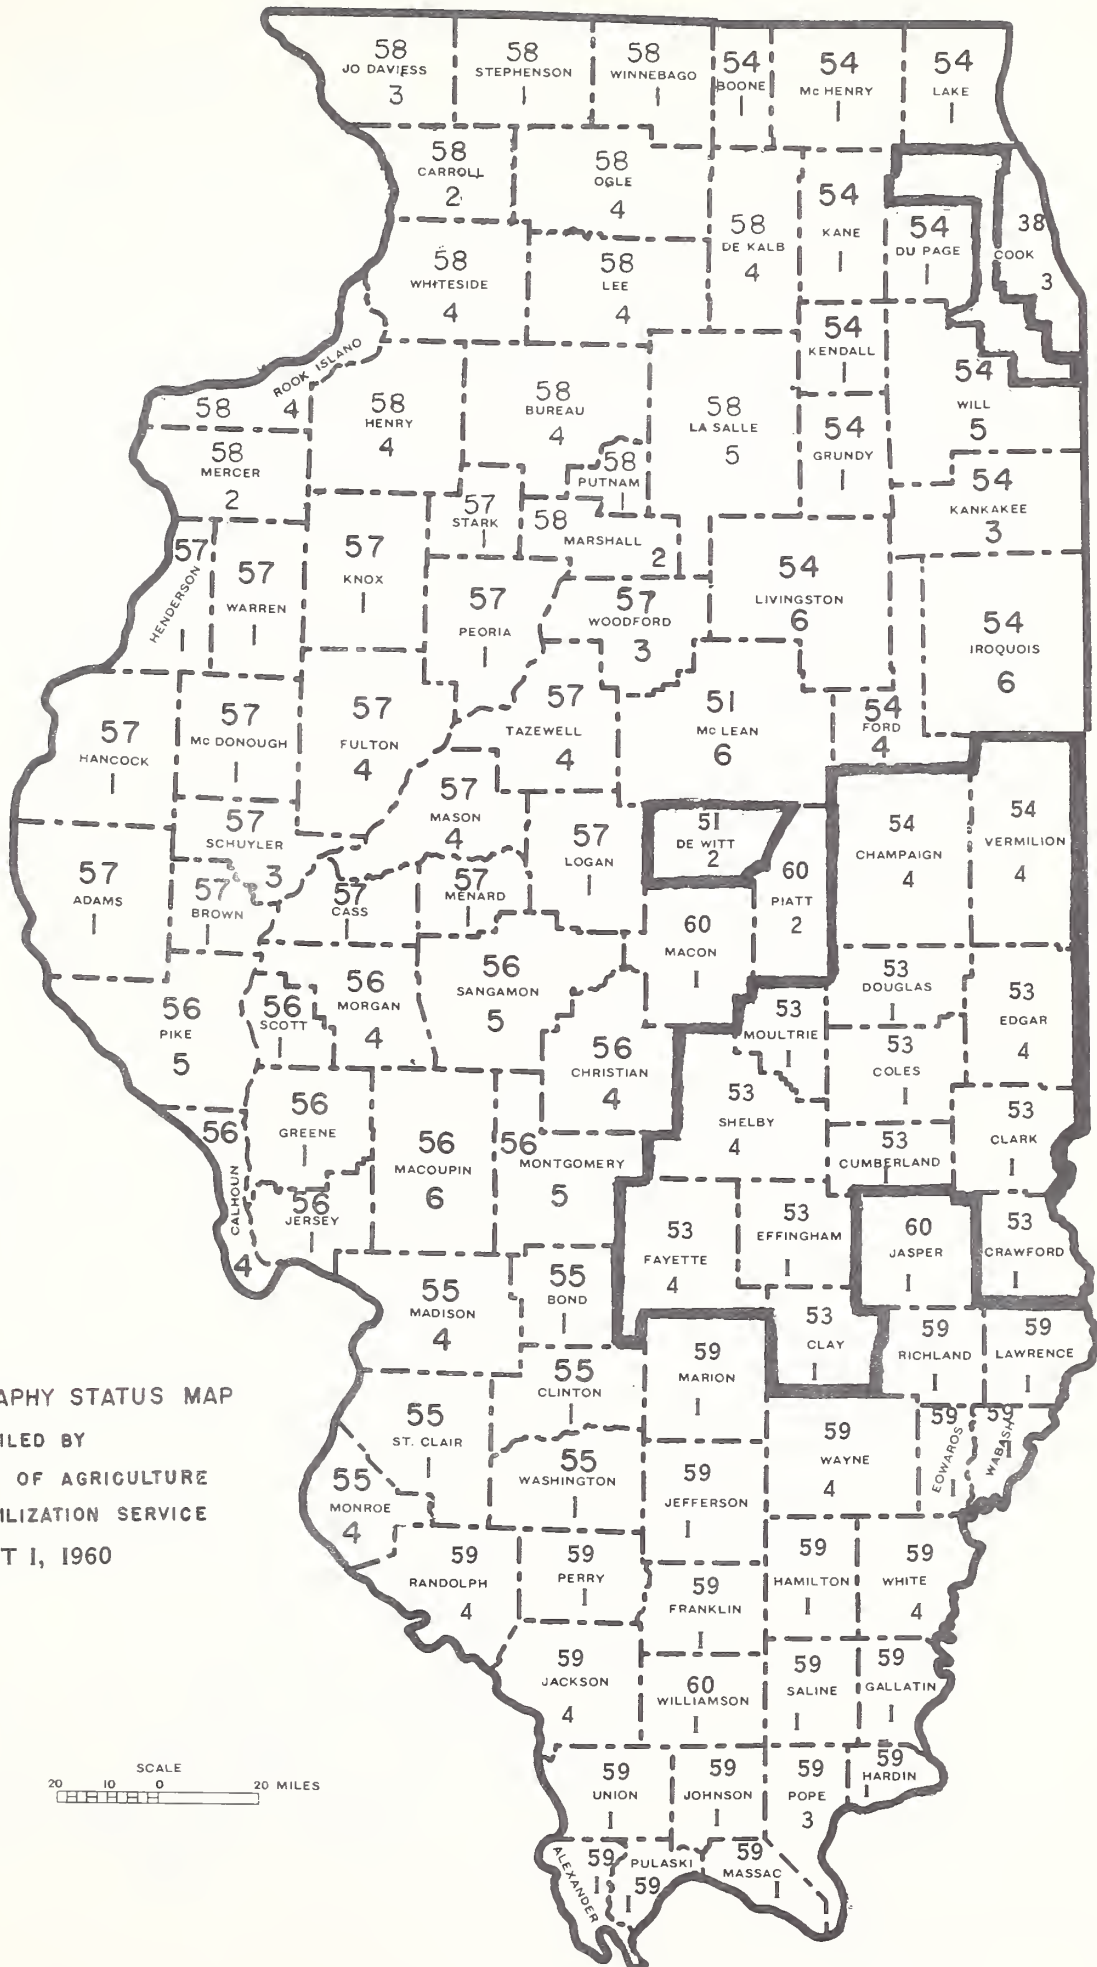 58
JO DAVIESS
3
58
STEPHENSON
1
58
WINNEBAGO
1
54
BOONE
1
54
Mc HENRY
1
54
LAKE
1
58
CARROLL
2
58
OGLE
4
58
DE KALB
4
54
KANE
1
54
DU PAGE
1
38
COOK
3
58
WHITESIDE
4
58
LEE
4
54
KENDALL
1
ROOK ISLAND
58 4
58
HENRY
4
58
BUREAU
4
58
PUTNAM
1
58
LA SALLE
5
54
GRUNDY
1
54
WILL
5
58
MERCER
2
57
STARK
1
58
MARSHALL
2
54
KANKAKEE
3
57
HENDERSON
1
57
WARREN
1
57
KNOX
1
57
PEORIA
1
57
WOODFORD
3
54
LIVINGSTON
6
54
IROQUOIS
6
57
HANCOCK
1
57
Mc DONOUGH
1
57
FULTON
4
57
TAZEWELL
4
51
Mc LEAN
6
54
FORD
4
57
SCHUYLER
3
57
MASON
4
57
LOGAN
1
51
DE WITT
2
54
CHAMPAIGN
4
54
VERMILION
4
57
ADAMS
1
57
BROWN
1
57
CASS
1
57
MENARD
1
60
PIATT
2
60
MACON
1
56
PIKE
5
56
SCOTT
1
56
MORGAN
4
56
SANGAMON
5
56
CHRISTIAN
4
53
MOULTRIE
1
53
DOUGLAS
1
53
EDGAR
4
53
COLES
1
56
CALHOUN
4
56
GREENE
1
56
MACOUPIN
6
56
MONTGOMERY
5
53
SHELBY
4
53
CUMBERLAND
1
53
CLARK
1
56
JERSEY
1
53
FAYETTE
4
53
EFFINGHAM
1
60
JASPER
1
53
CRAWFORD
1
55
MADISON
4
55
BOND
1
53
CLAY
1
59
RICHLAND
1
59
LAWRENCE
1
55
CLINTON
1
59
MARION
1
APHY STATUS MAP
ILED BY
OF AGRICULTURE
ILIZATION SERVICE
T 1, 1960
55
ST. CLAIR
1
55
WASHINGTON
1
59
JEFFERSON
1
59
WAYNE
4
59
EOWAROS
1
59
WABASH
1
55
MONROE
4
59
RANDOLPH
4
59
PERRY
1
59
FRANKLIN
1
59
HAMILTON
1
59
WHITE
4
59
JACKSON
4
60
WILLIAMSON
1
59
SALINE
1
59
GALLATIN
1
SCALE
20 10 0 20 MILES
59
UNION
1
59
JOHNSON
1
59
POPE
3
59
HARDIN
1
ALEXANDER
59
1
PULASKI
59
1
59
MASSAC
1